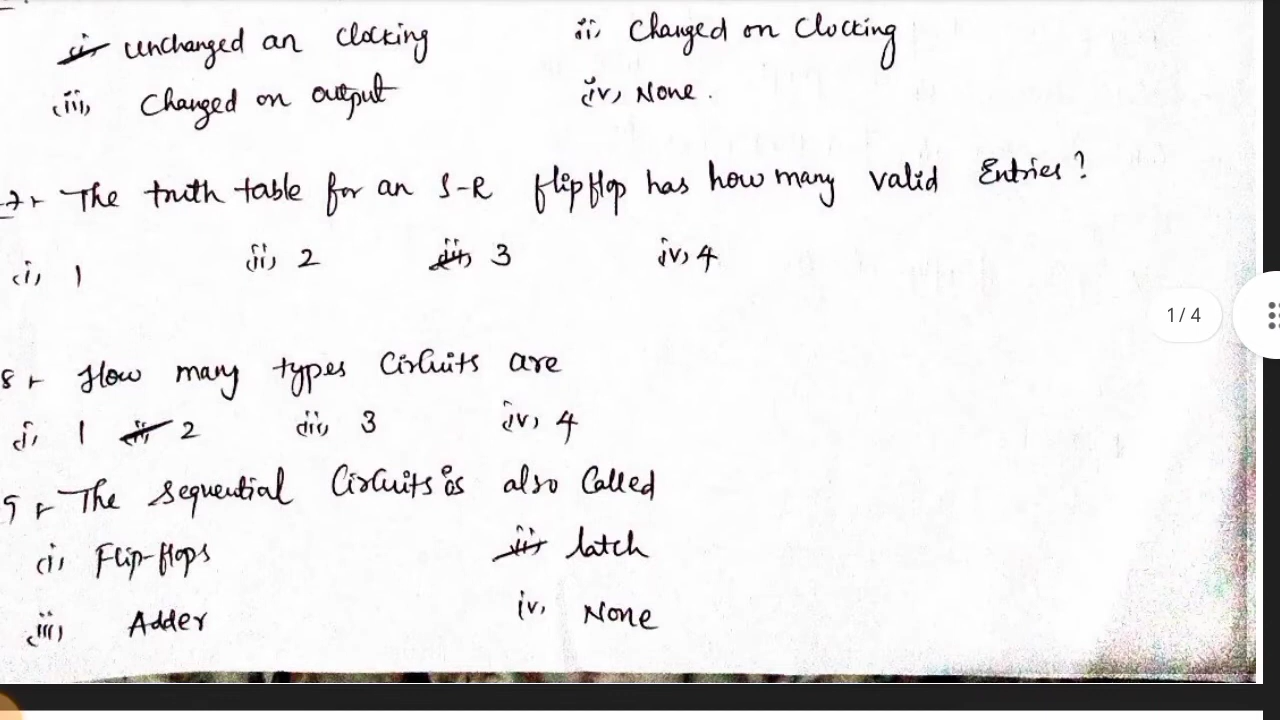 (i) unchanged an clocking ii, Changed on Clocking
(iii) Changed on output (iv) None.
7. The truth table for an S-R flipflop has how many valid Entries?
(i) 1 (ii) 2 (iii) 3 (iv) 4
1 / 4
8. How many types Circuits are
(i) 1 (ii) 2 (iii) 3 (iv) 4
9. The sequential Circuits is also Called
(i) Flip-flops (ii) latch
(iii) Adder (iv) None